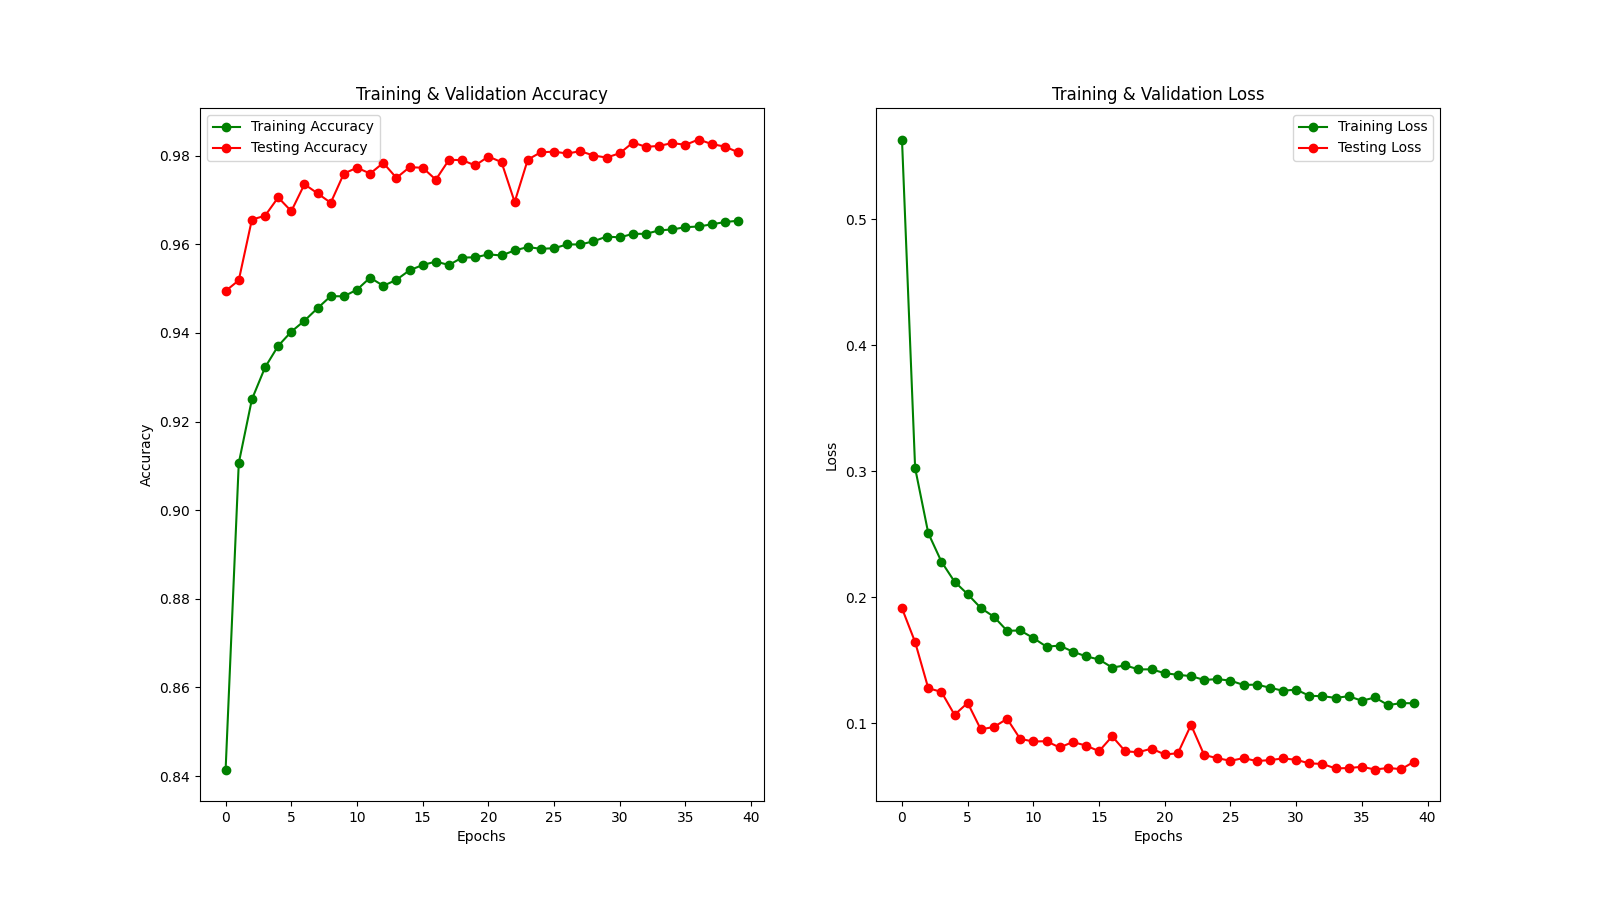 Training & Validation Accuracy
Training Accuracy
Testing Accuracy
0.98
0.96
0.94
0.92
0.90
0.88
0.86
0.84
Accuracy
0 5 10 15 20 25 30 35 40
Epochs
Training & Validation Loss
Training Loss
Testing Loss
0.5
0.4
0.3
0.2
0.1
Loss
0 5 10 15 20 25 30 35 40
Epochs